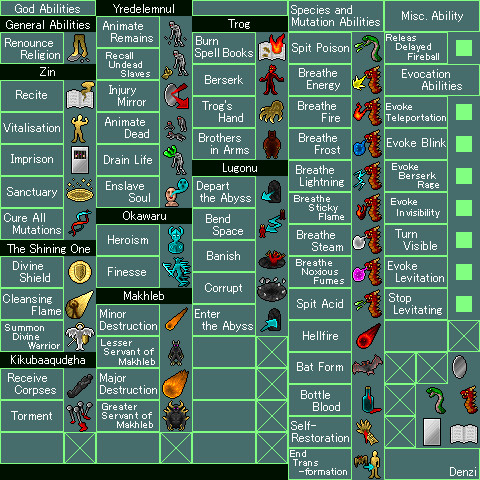 God Abilities
General Abilities
Renounce
Religion
Zin
Recite
Vitalisation
Imprison
Sanctuary
Cure All
Mutations
The Shining One
Divine
Shield
Cleansing
Flame
Summon
Divine
Warrior
Kikubaaqudgha
Receive
Corpses
Torment
Yredelemnul
Animate
Remains
Recall
Undead
Slaves
Injury
Mirror
Animate
Dead
Drain Life
Enslave
Soul
Okawaru
Heroism
Finesse
Makhleb
Minor
Destruction
Lesser
Servant of
Makhleb
Major
Destruction
Greater
Servant of
Makhleb
Trog
Burn
Spell Books
Berserk
Trog's
Hand
Brothers
in Arms
Lugonu
Depart
the Abyss
Bend
Space
Banish
Corrupt
Enter
the Abyss
Species and
Mutation Abilities
Spit Poison
Breathe
Energy
Breathe
Fire
Breathe
Frost
Breathe
Lightning
Breathe
Sticky
Flame
Breathe
Steam
Breathe
Noxious
Fumes
Spit Acid
Hellfire
Bat Form
Bottle
Blood
Self-
Restoration
End
Trans
-formation
Misc. Ability
Releas
Delayed
Fireball
Evocation
Abilities
Evoke
Teleportation
Evoke Blink
Evoke
Berserk
Rage
Evoke
Invisibility
Turn
Visible
Evoke
Levitation
Stop
Levitating
Denzi